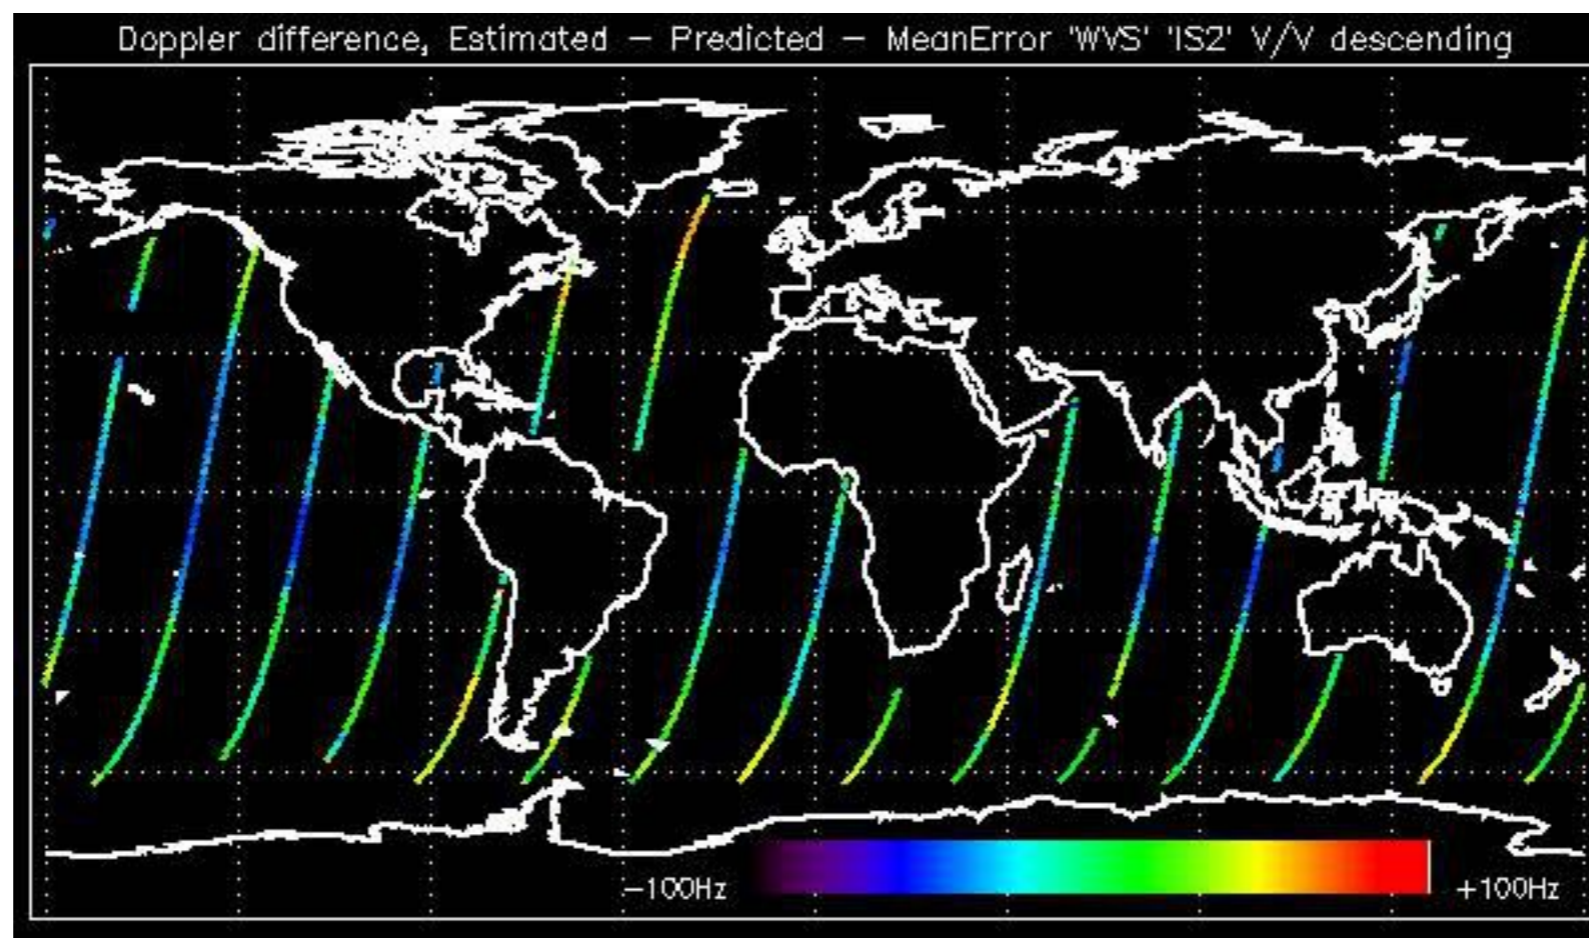 Doppler difference, Estimated – Predicted – MeanError 'WVS' 'IS2' V/V descending
-100Hz
+100Hz